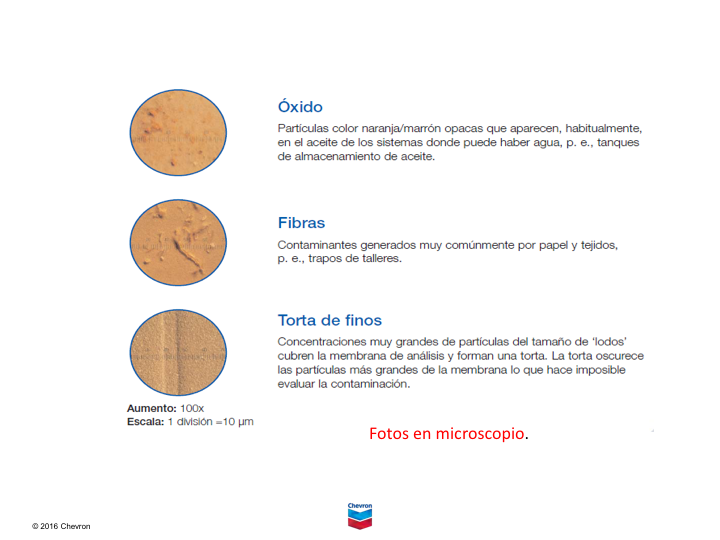 Óxido
Partículas color naranja/marrón opacas que aparecen, habitualmente,
en el aceite de los sistemas donde puede haber agua, p. e., tanques
de almacenamiento de aceite.
Fibras
Contaminantes generados muy comúnmente por papel y tejidos,
p. e., trapos de talleres.
Torta de finos
Concentraciones muy grandes de partículas del tamaño de ‘lodos’
cubren la membrana de análisis y forman una torta. La torta oscurece
las partículas más grandes de la membrana lo que hace imposible
evaluar la contaminación.
Aumento: 100x
Escala: 1 división =10 µm
Fotos en microscopio.
Chevron
© 2016 Chevron